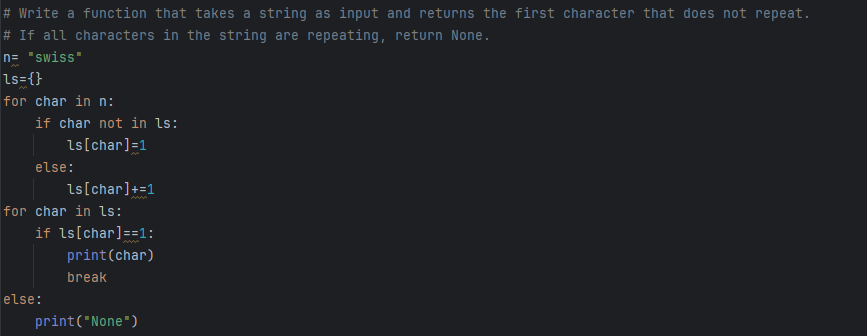 # Write a function that takes a string as input and returns the first character that does not repeat.
# If all characters in the string are repeating, return None.
n= "swiss"
ls={}
for char in n:
    if char not in ls:
        ls[char]=1
    else:
        ls[char]+=1
for char in ls:
    if ls[char]==1:
        print(char)
        break
else:
    print("None")